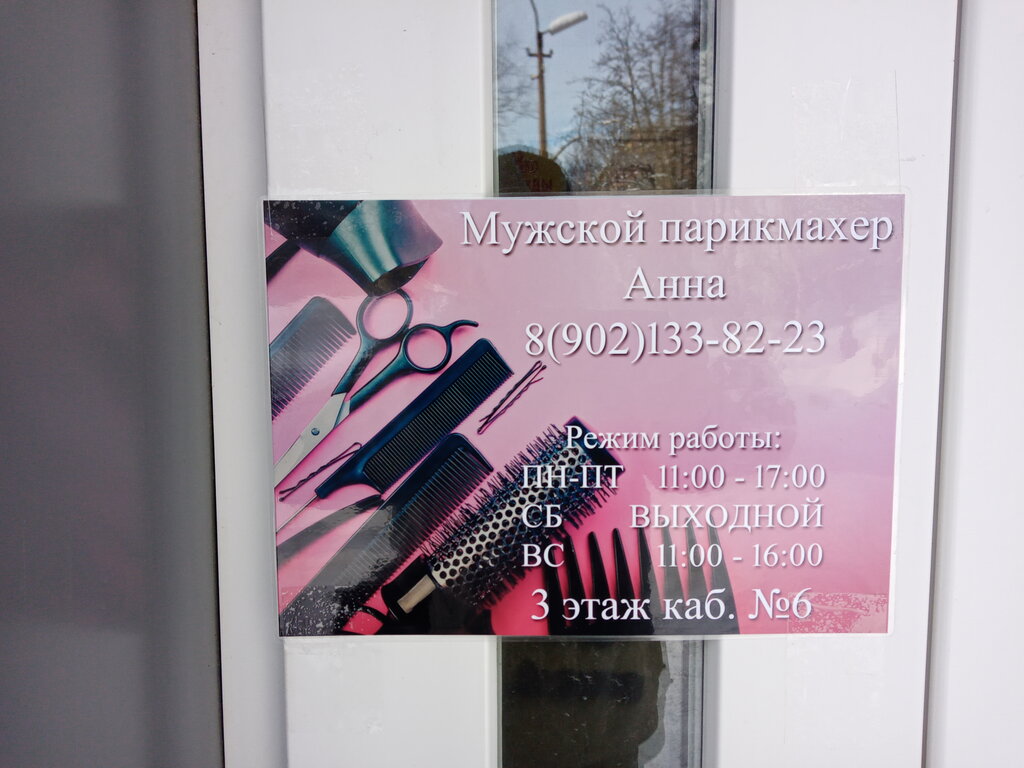 Мужской парикмахер
Анна
8(902)133-82-23
Режим работы:
ПН-ПТ 11:00 - 17:00
СБ ВЫХОДНОЙ
ВС 11:00 - 16:00
3 этаж каб. №6